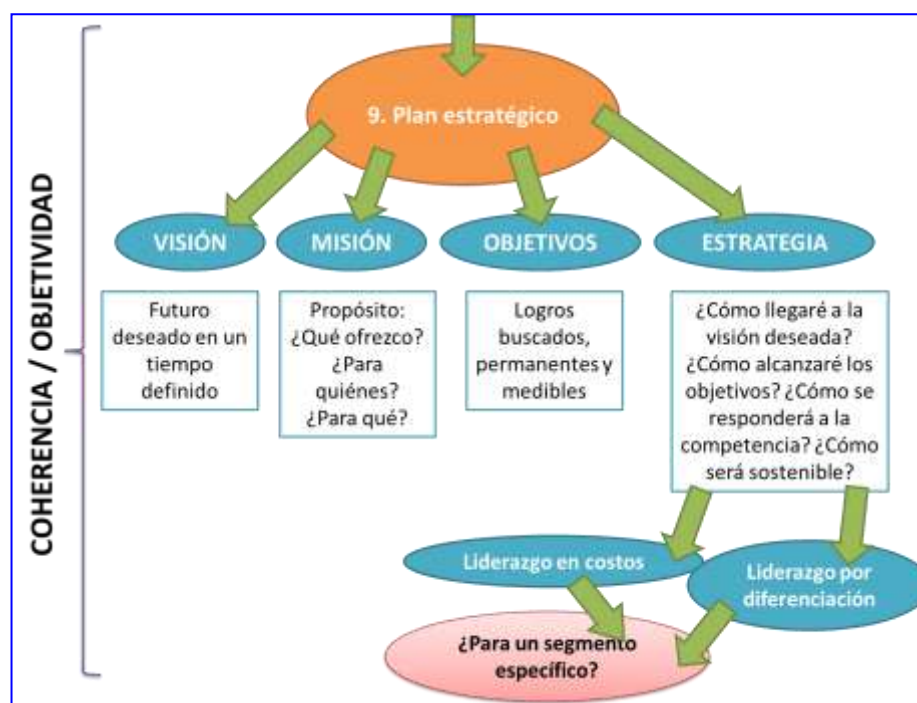 COHERENCIA / OBJETIVIDAD
9. Plan estratégico
VISIÓN
MISIÓN
OBJETIVOS
ESTRATEGIA
Futuro
deseado en un
tiempo
definido
Propósito:
¿Qué ofrezco?
¿Para
quiénes?
¿Para qué?
Logros
buscados,
permanentes y
medibles
¿Cómo llegaré a la
visión deseada?
¿Cómo alcanzaré los
objetivos? ¿Cómo se
responderá a la
competencia? ¿Cómo
será sostenible?
Liderazgo en costos
Liderazgo por
diferenciación
¿Para un segmento
específico?